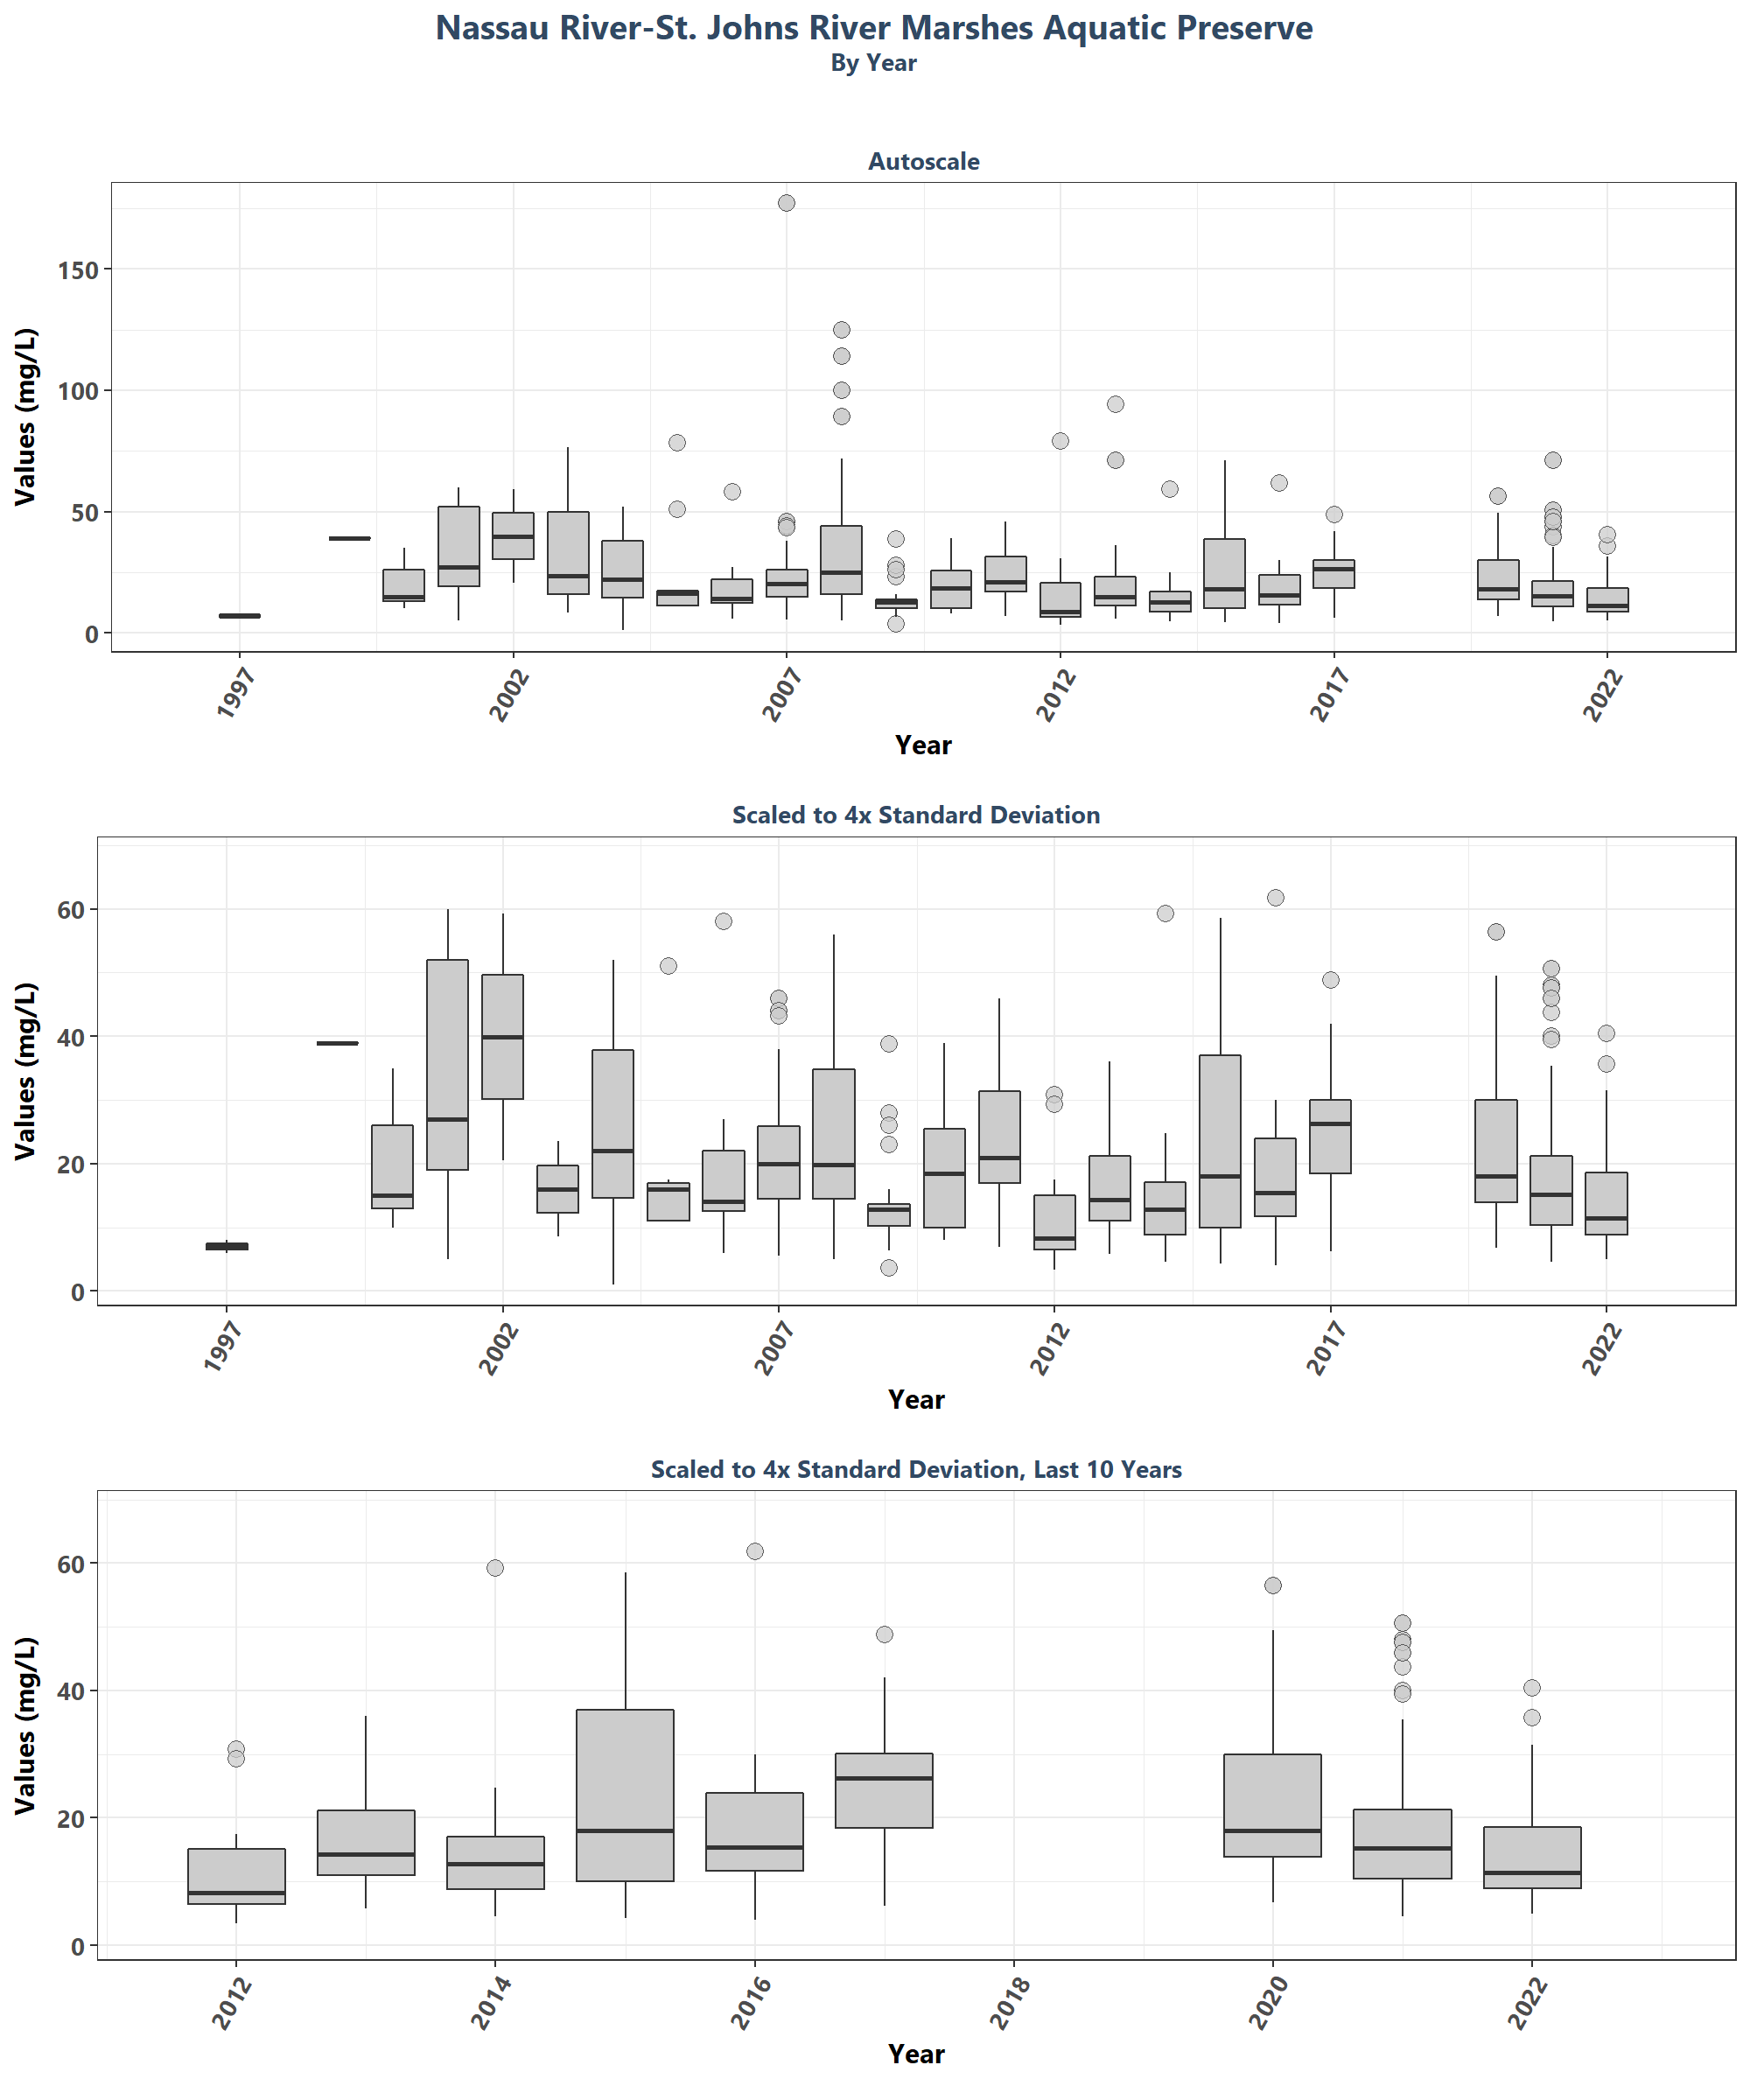 Nassau River-St. Johns River Marshes Aquatic Preserve
By Year
Autoscale
Values (mg/L)
150
100
50
0
1997 2002 2007 2012 2017 2022
Year
Scaled to 4x Standard Deviation
Values (mg/L)
60
40
20
0
1997 2002 2007 2012 2017 2022
Year
Scaled to 4x Standard Deviation, Last 10 Years
Values (mg/L)
60
40
20
0
2012 2014 2016 2018 2020 2022
Year